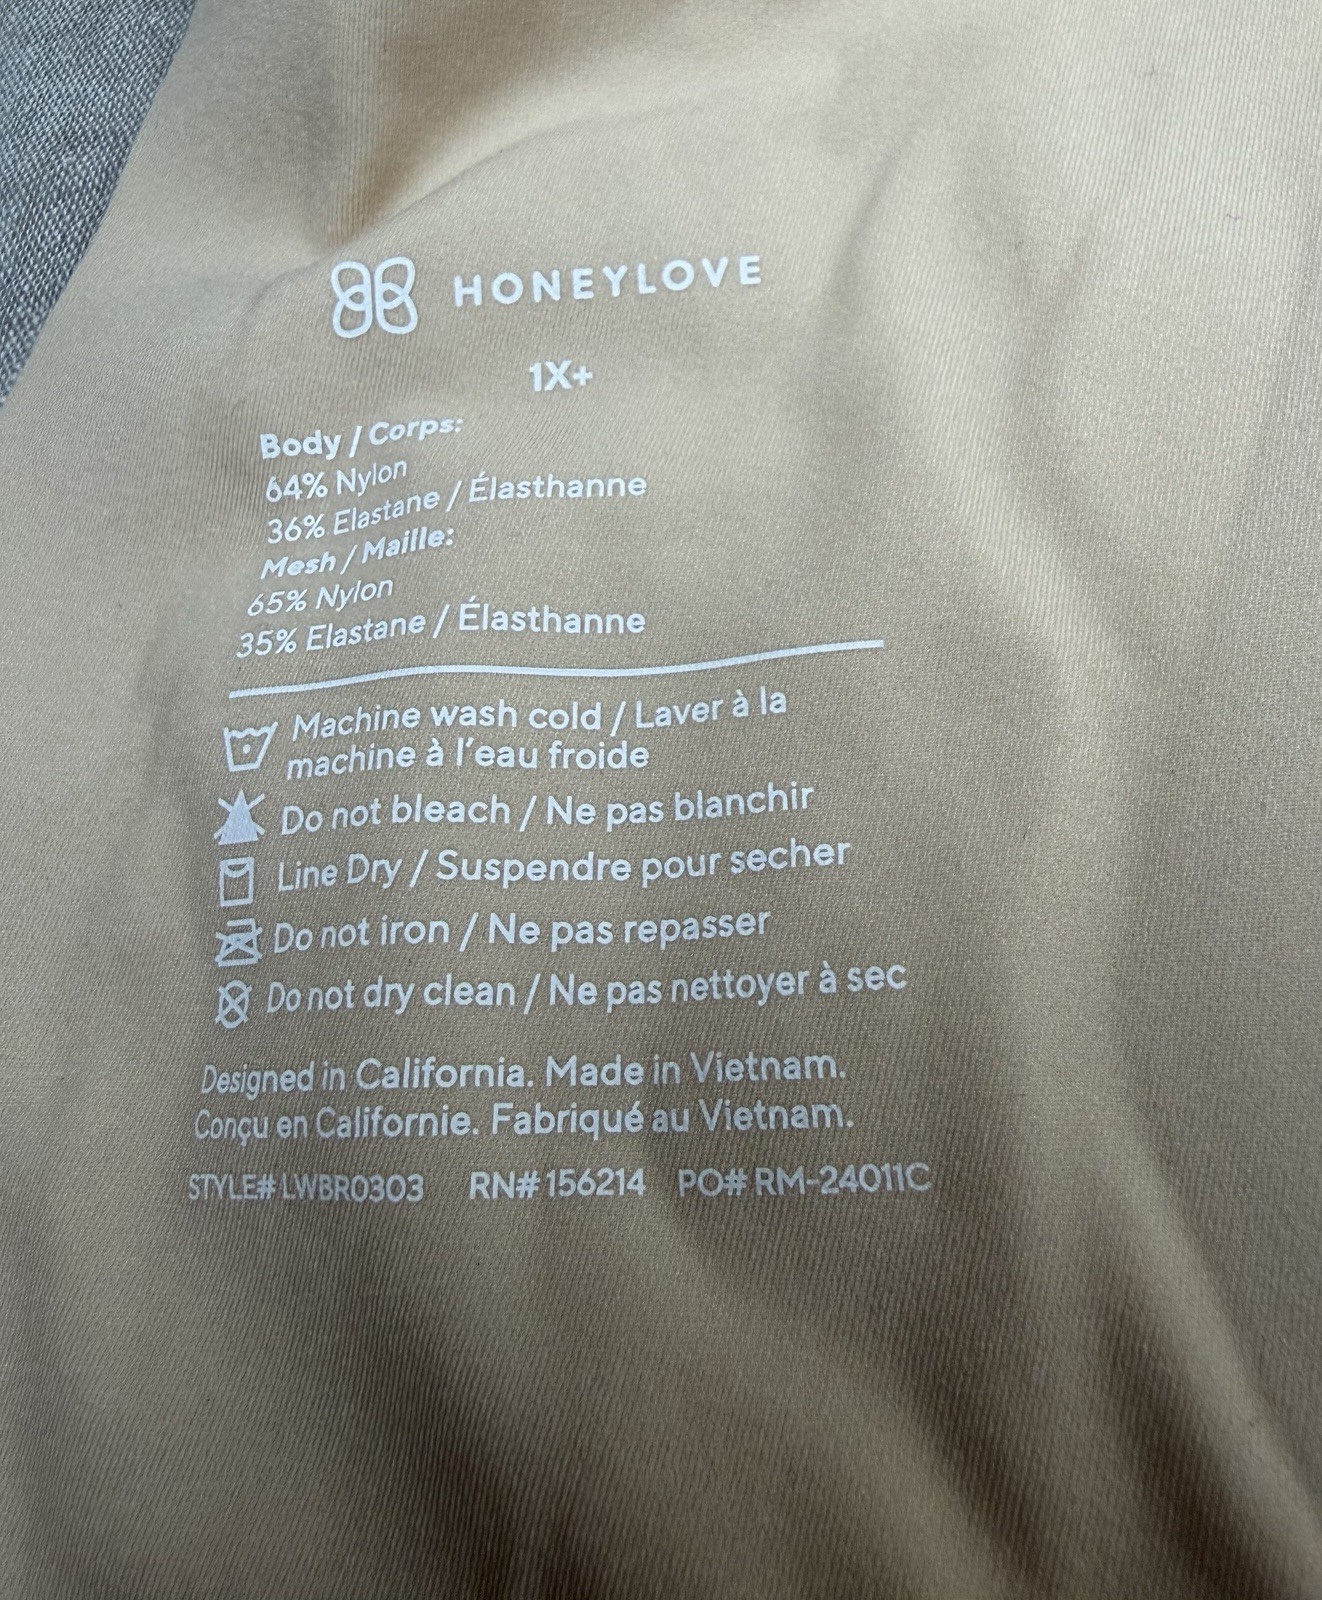 HONEYLOVE
1X+
Body / Corps:
64% Nylon
36% Elastane / Élasthanne
Mesh / Maille:
65% Nylon
35% Elastane / Élasthanne
Machine wash cold / Laver à la
machine à l'eau froide
Do not bleach / Ne pas blanchir
Line Dry / Suspendre pour secher
Do not iron / Ne pas repasser
Do not dry clean / Ne pas nettoyer à sec
Designed in California. Made in Vietnam.
Conçu en Californie. Fabriqué au Vietnam.
STYLE# LWBR0303 RN# 156214 PO# RM-24011C